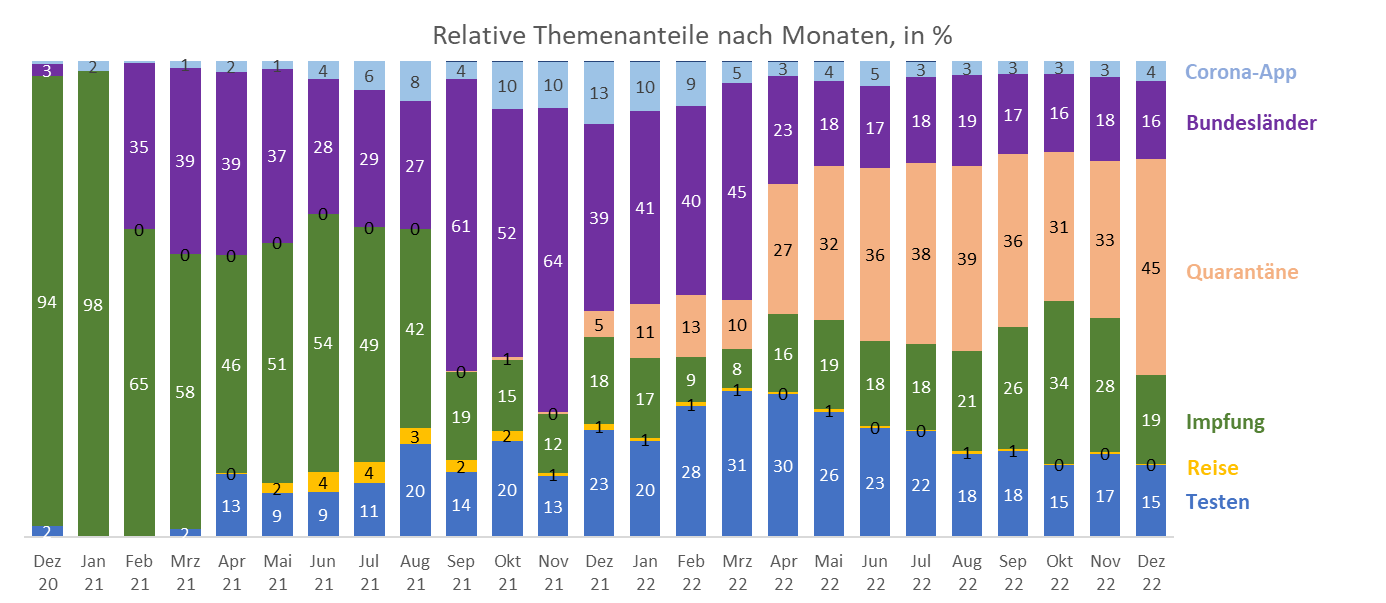 Relative Themenanteile nach Monaten, in %
2 1 2 1 4 6 8 4 10 10 13 10 9 5 3 4 5 3 3 3 3 3 4 Corona-App
3 35 39 39 37 28 29 27 61 52 64 39 41 40 45 23 18 17 18 19 17 16 18 16 Bundesländer
0 0 0 0 0 0 0 0 1 0 5 11 13 10 27 32 36 38 39 36 31 33 45 Quarantäne
94 98 65 58 46 51 54 49 42 19 15 12 18 17 9 8 16 19 18 18 21 26 34 28 19 Impfung
0 2 4 4 3 2 2 1 1 1 1 1 0 1 0 0 1 1 0 0 0 Reise
2 2 13 9 9 11 20 14 20 13 23 20 28 31 30 26 23 22 18 18 15 17 15 Testen
Dez Jan Feb Mrz Apr Mai Jun Jul Aug Sep Okt Nov Dez Jan Feb Mrz Apr Mai Jun Jul Aug Sep Okt Nov Dez
20 21 21 21 21 21 21 21 21 21 21 21 21 22 22 22 22 22 22 22 22 22 22 22 22